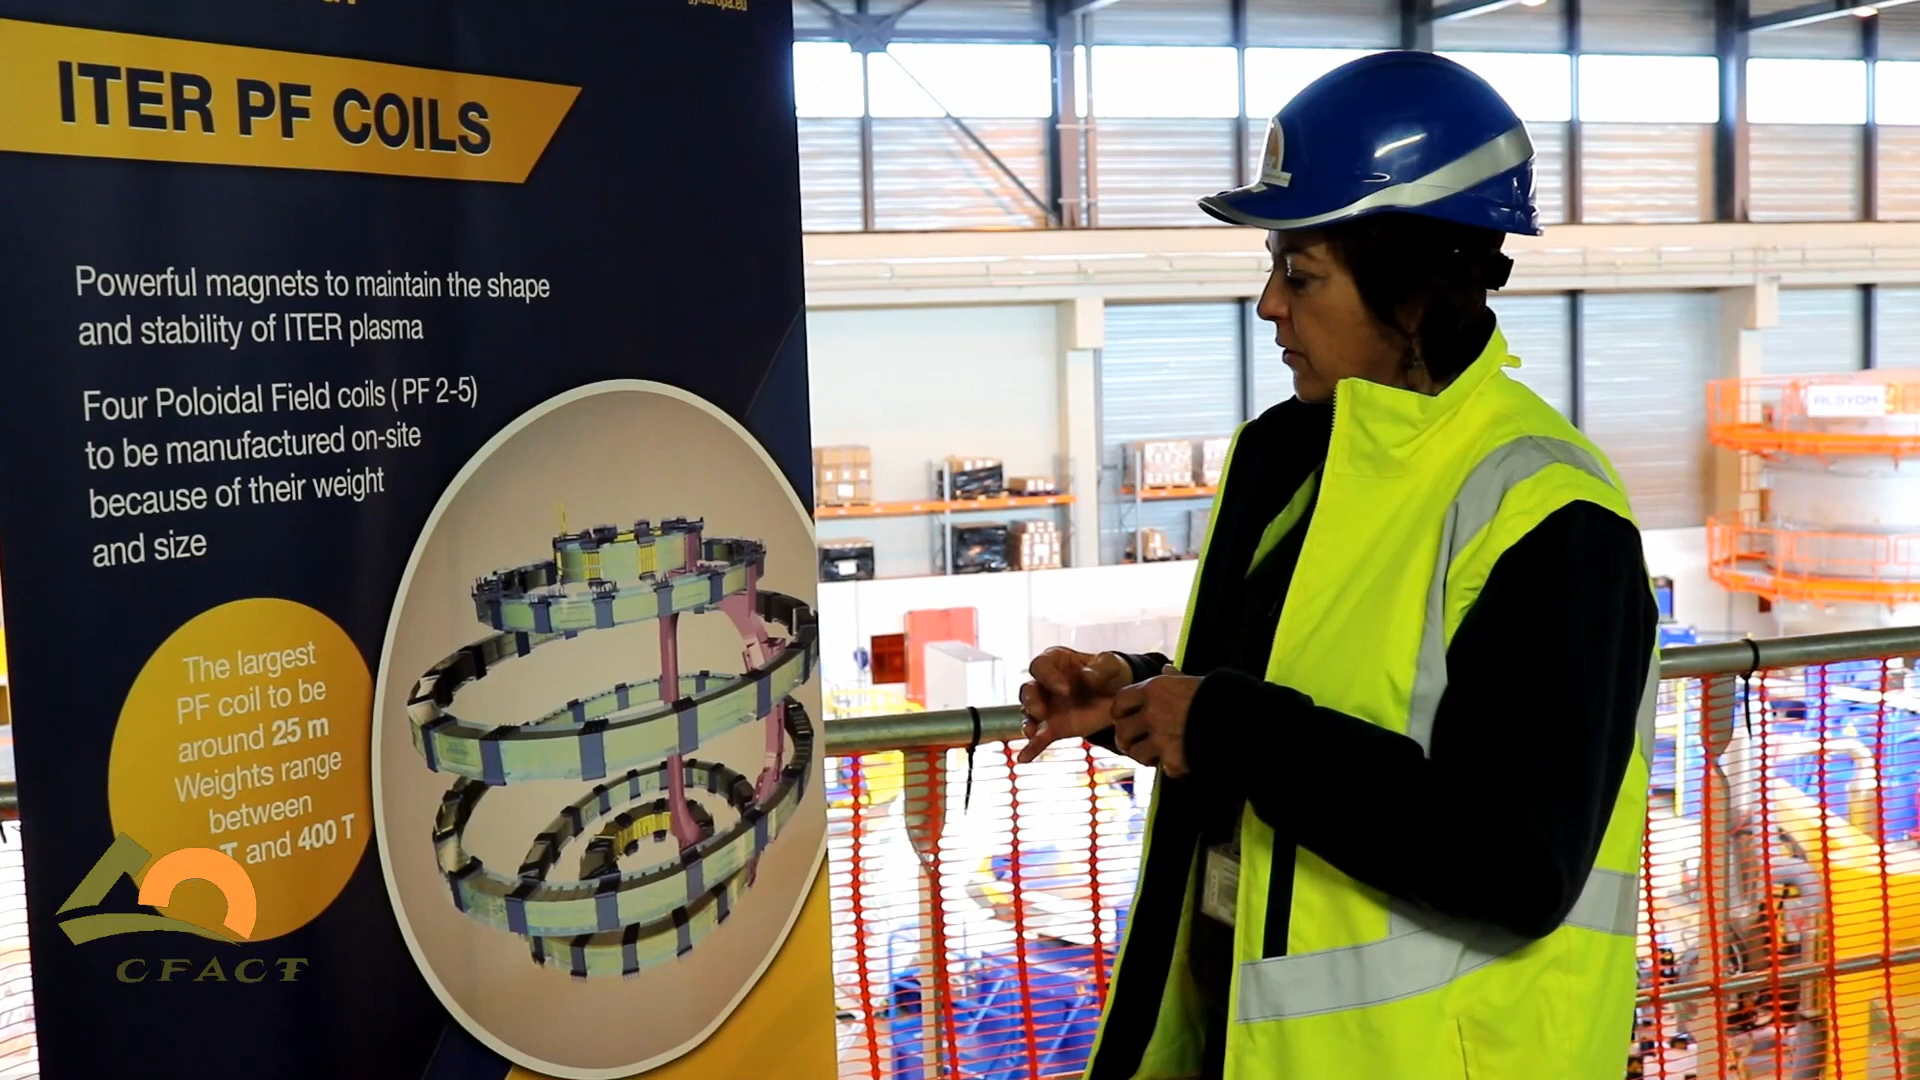 ITER PF COILS
Powerful magnets to maintain the shape
and stability of ITER plasma
Four Poloidal Field coils ( PF 2-5)
to be manufactured on-site
because of their weight
and size
The largest
PF coil to be
around 25 m
Weights range
between
T and 400 T
CFACT
ALSYOM